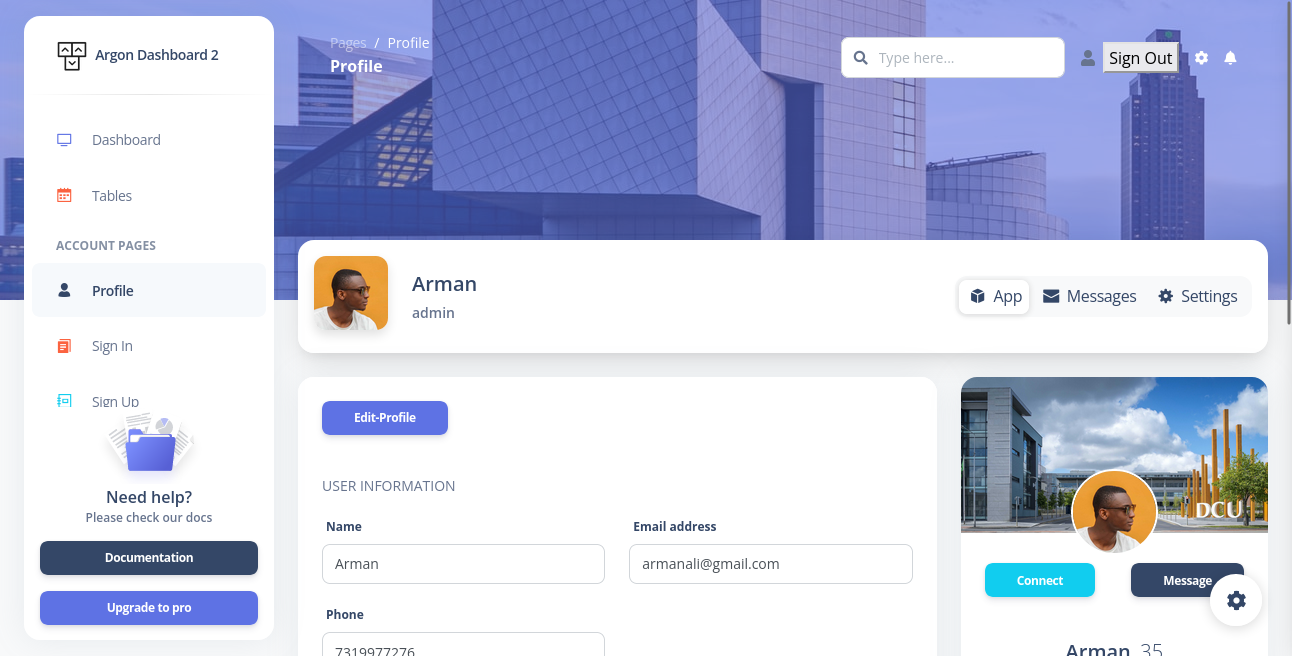 Argon Dashboard 2
Dashboard
Tables
ACCOUNT PAGES
Profile
Sign In
Sign Up
Need help?
Please check our docs
Documentation
Upgrade to pro
Pages / Profile
Profile
Type here...
Sign Out
Arman
admin
App
Messages
Settings
Edit-Profile
USER INFORMATION
Name
Email address
Arman
armanali@gmail.com
Phone
7319977276
DCU
Connect
Message
Arman, 35